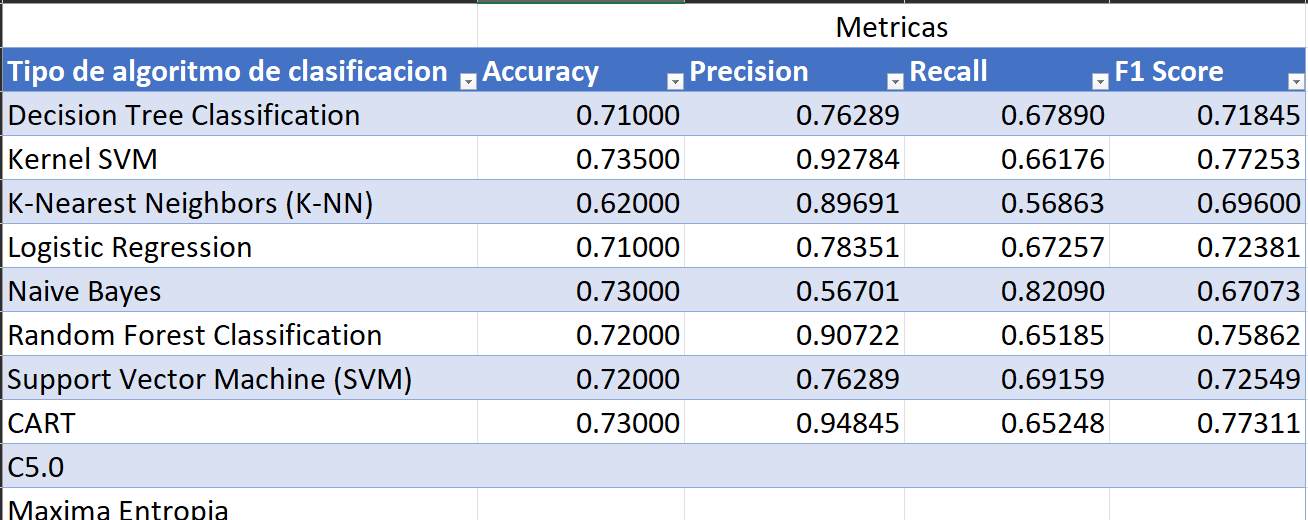 Metricas
Tipo de algoritmo de clasificacion Accuracy Precision Recall F1 Score
Decision Tree Classification 0.71000 0.76289 0.67890 0.71845
Kernel SVM 0.73500 0.92784 0.66176 0.77253
K-Nearest Neighbors (K-NN) 0.62000 0.89691 0.56863 0.69600
Logistic Regression 0.71000 0.78351 0.67257 0.72381
Naive Bayes 0.73000 0.56701 0.82090 0.67073
Random Forest Classification 0.72000 0.90722 0.65185 0.75862
Support Vector Machine (SVM) 0.72000 0.76289 0.69159 0.72549
CART 0.73000 0.94845 0.65248 0.77311
C5.0
Maxima Entropia